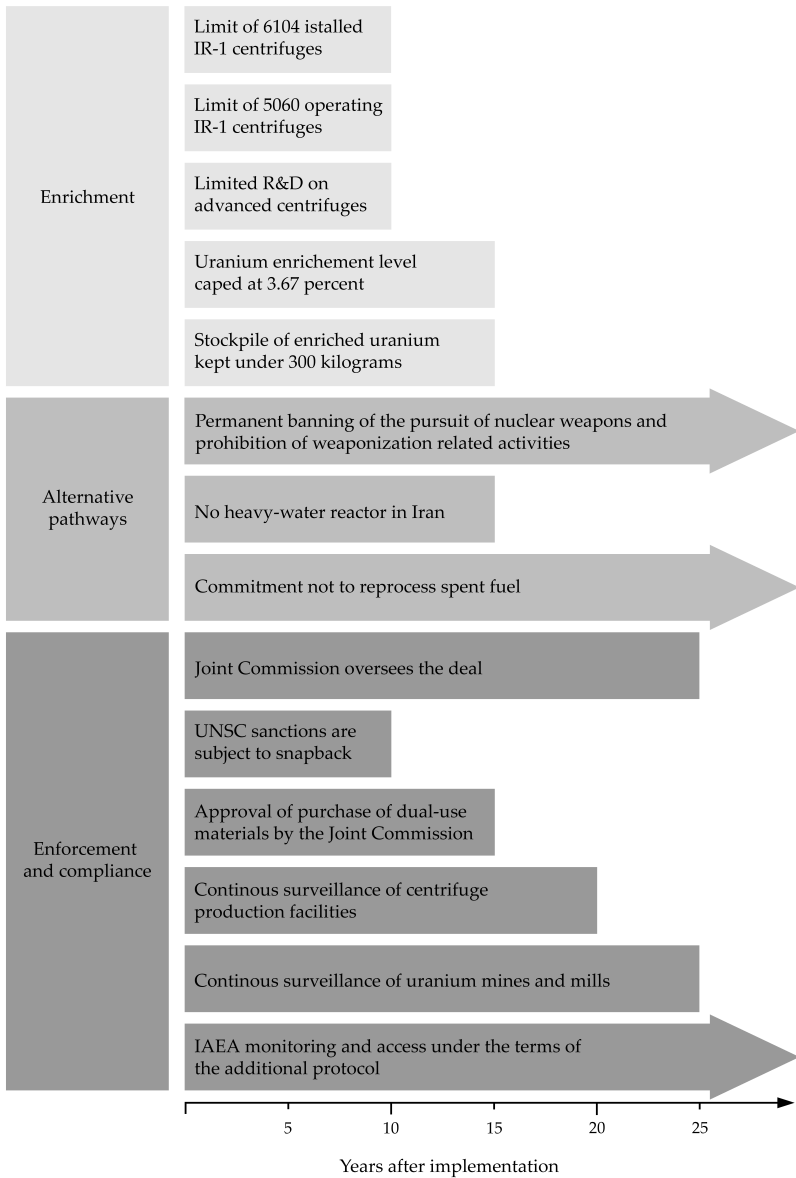 Limit of 6104 istalled
IR-1 centrifuges
Limit of 5060 operating
IR-1 centrifuges
Limited R&D on
advanced centrifuges
Enrichment
Uranium enrichement level
caped at 3.67 percent
Stockpile of enriched uranium
kept under 300 kilograms
Permanent banning of the pursuit of nuclear weapons and
prohibition of weaponization related activities
Alternative
pathways
No heavy-water reactor in Iran
Commitment not to reprocess spent fuel
Joint Commission oversees the deal
UNSC sanctions are
subject to snapback
Approval of purchase of dual-use
materials by the Joint Commission
Enforcement
and compliance
Continous surveillance of centrifuge
production facilities
Continous surveillance of uranium mines and mills
IAEA monitoring and access under the terms of
the additional protocol
5 10 15 20 25
Years after implementation